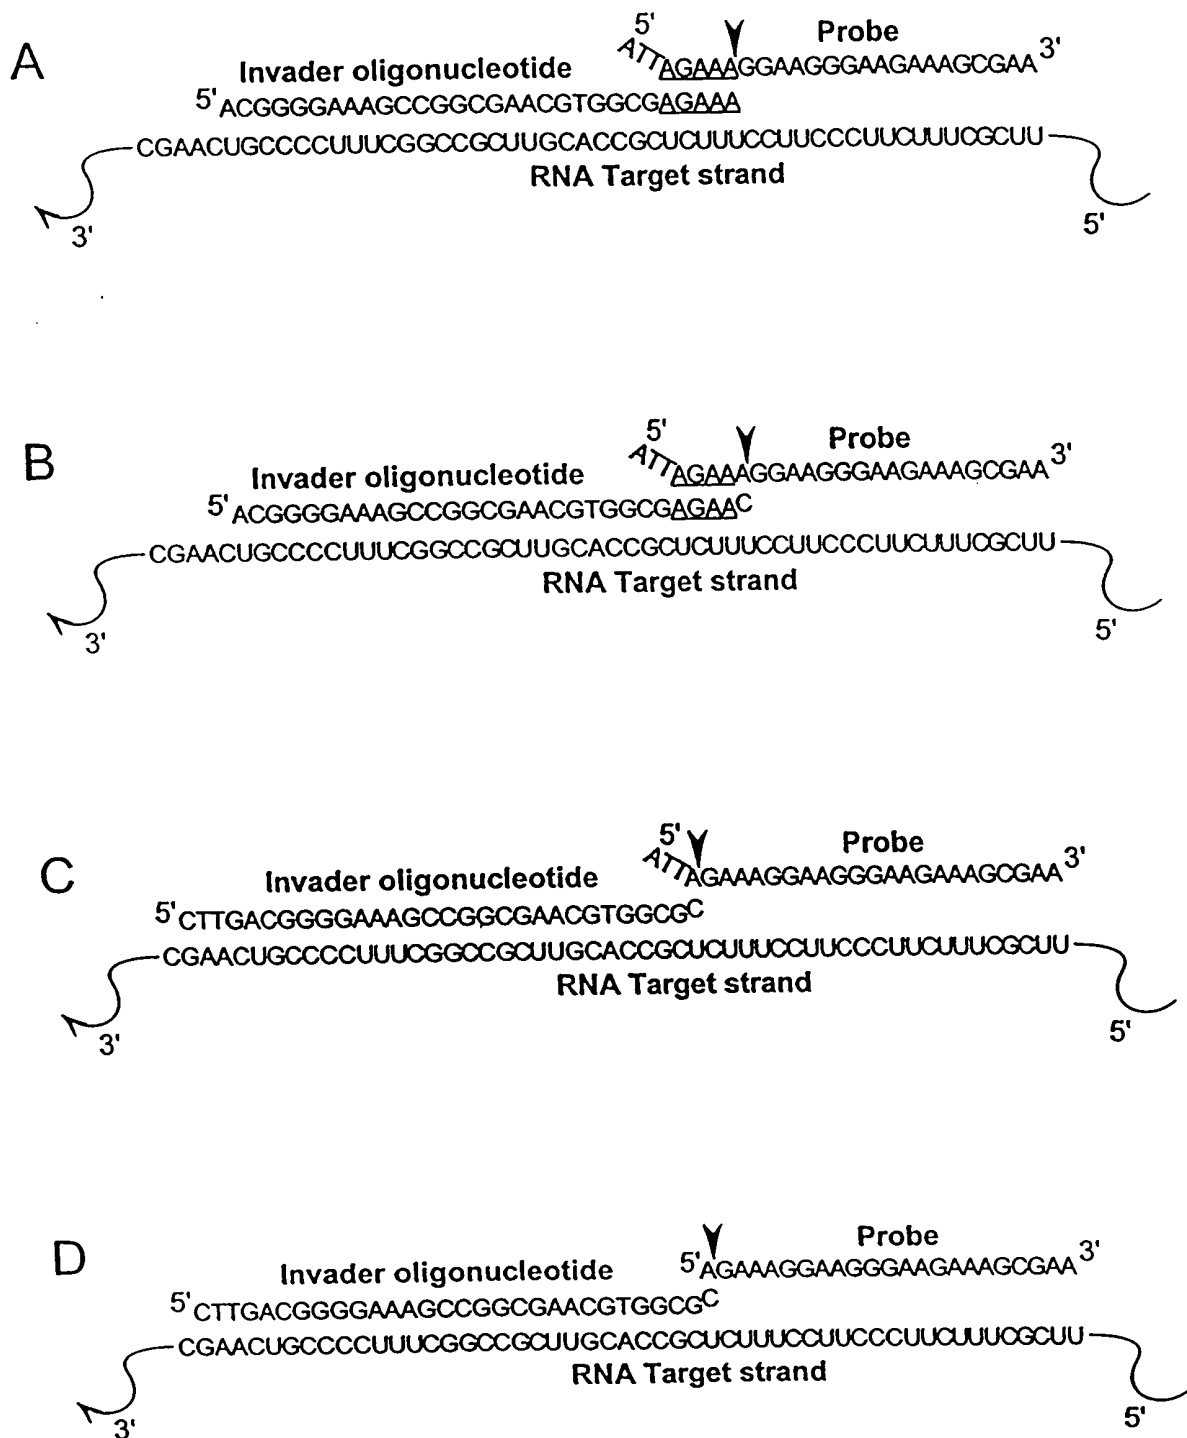 A
5'
Probe
ATTAGAAAGGAAGGGAAGAAAGCGAA 3'
Invader oligonucleotide
5' ACGGGGAAAGCCGGCGAACGTGGCGAGAAA
CGAACUGCCCCUUUCGGCCGCUUGCACCGCUCUUUCCUUCCCUUCUUUCGCUU
RNA Target strand
3'
5'
B
5'
Probe
ATTAGAAAGGAAGGGAAGAAAGCGAA 3'
Invader oligonucleotide
5' ACGGGGAAAGCCGGCGAACGTGGCGAGAAC
CGAACUGCCCCUUUCGGCCGCUUGCACCGCUCUUUCCUUCCCUUCUUUCGCUU
RNA Target strand
3'
5'
C
5'
Probe
ATTAGAAAGGAAGGGAAGAAAGCGAA 3'
Invader oligonucleotide
5' CTTGACGGGGAAAGCCGGCGAACGTGGCGC
CGAACUGCCCCUUUCGGCCGCUUGCACCGCUCUUUCCUUCCCUUCUUUCGCUU
RNA Target strand
3'
5'
D
Probe
5' AGAAAGGAAGGGAAGAAAGCGAA 3'
Invader oligonucleotide
5' CTTGACGGGGAAAGCCGGCGAACGTGGCGC
CGAACUGCCCCUUUCGGCCGCUUGCACCGCUCUUUCCUUCCCUUCUUUCGCUU
RNA Target strand
3'
5'